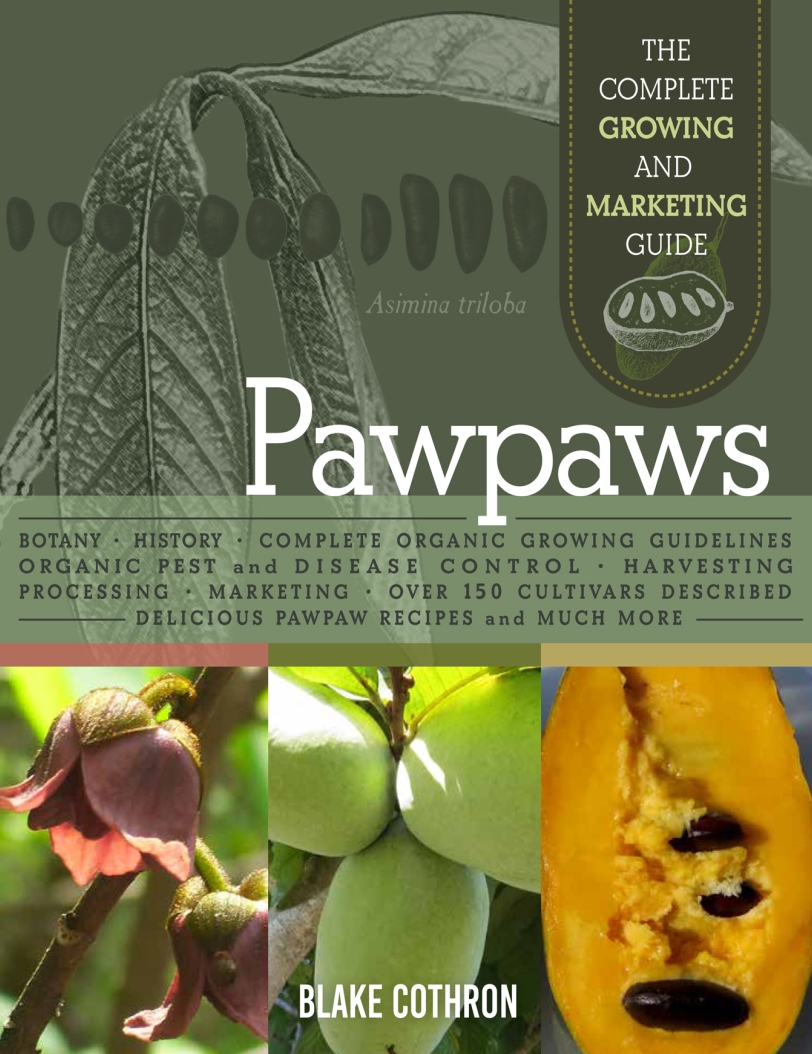 THE
COMPLETE
GROWING
AND
MARKETING
GUIDE
Asimina triloba
Pawpaws
BOTANY · HISTORY · COMPLETE ORGANIC GROWING GUIDELINES
ORGANIC PEST and DISEASE CONTROL · HARVESTING
PROCESSING · MARKETING · OVER 150 CULTIVARS DESCRIBED
DELICIOUS PAWPAW RECIPES and MUCH MORE
BLAKE COTHRON